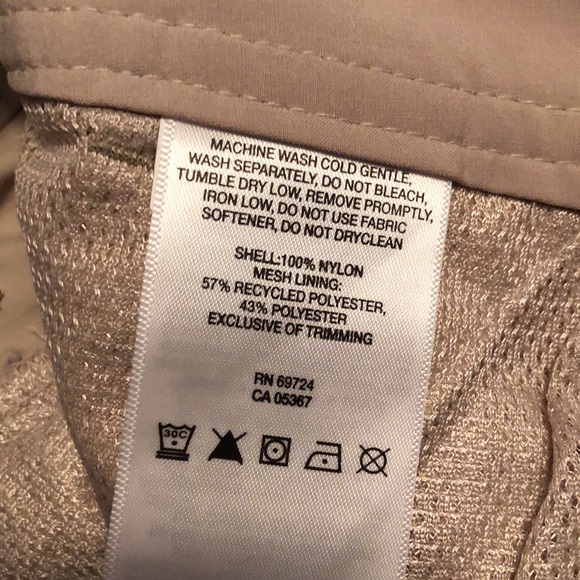 MACHINE WASH COLD GENTLE,
WASH SEPARATELY, DO NOT BLEACH,
TUMBLE DRY LOW, REMOVE PROMPTLY,
IRON LOW, DO NOT USE FABRIC
SOFTENER, DO NOT DRYCLEAN
SHELL:100% NYLON
MESH LINING:
57% RECYCLED POLYESTER,
43% POLYESTER
EXCLUSIVE OF TRIMMING
RN 69724
CA 05367
30C